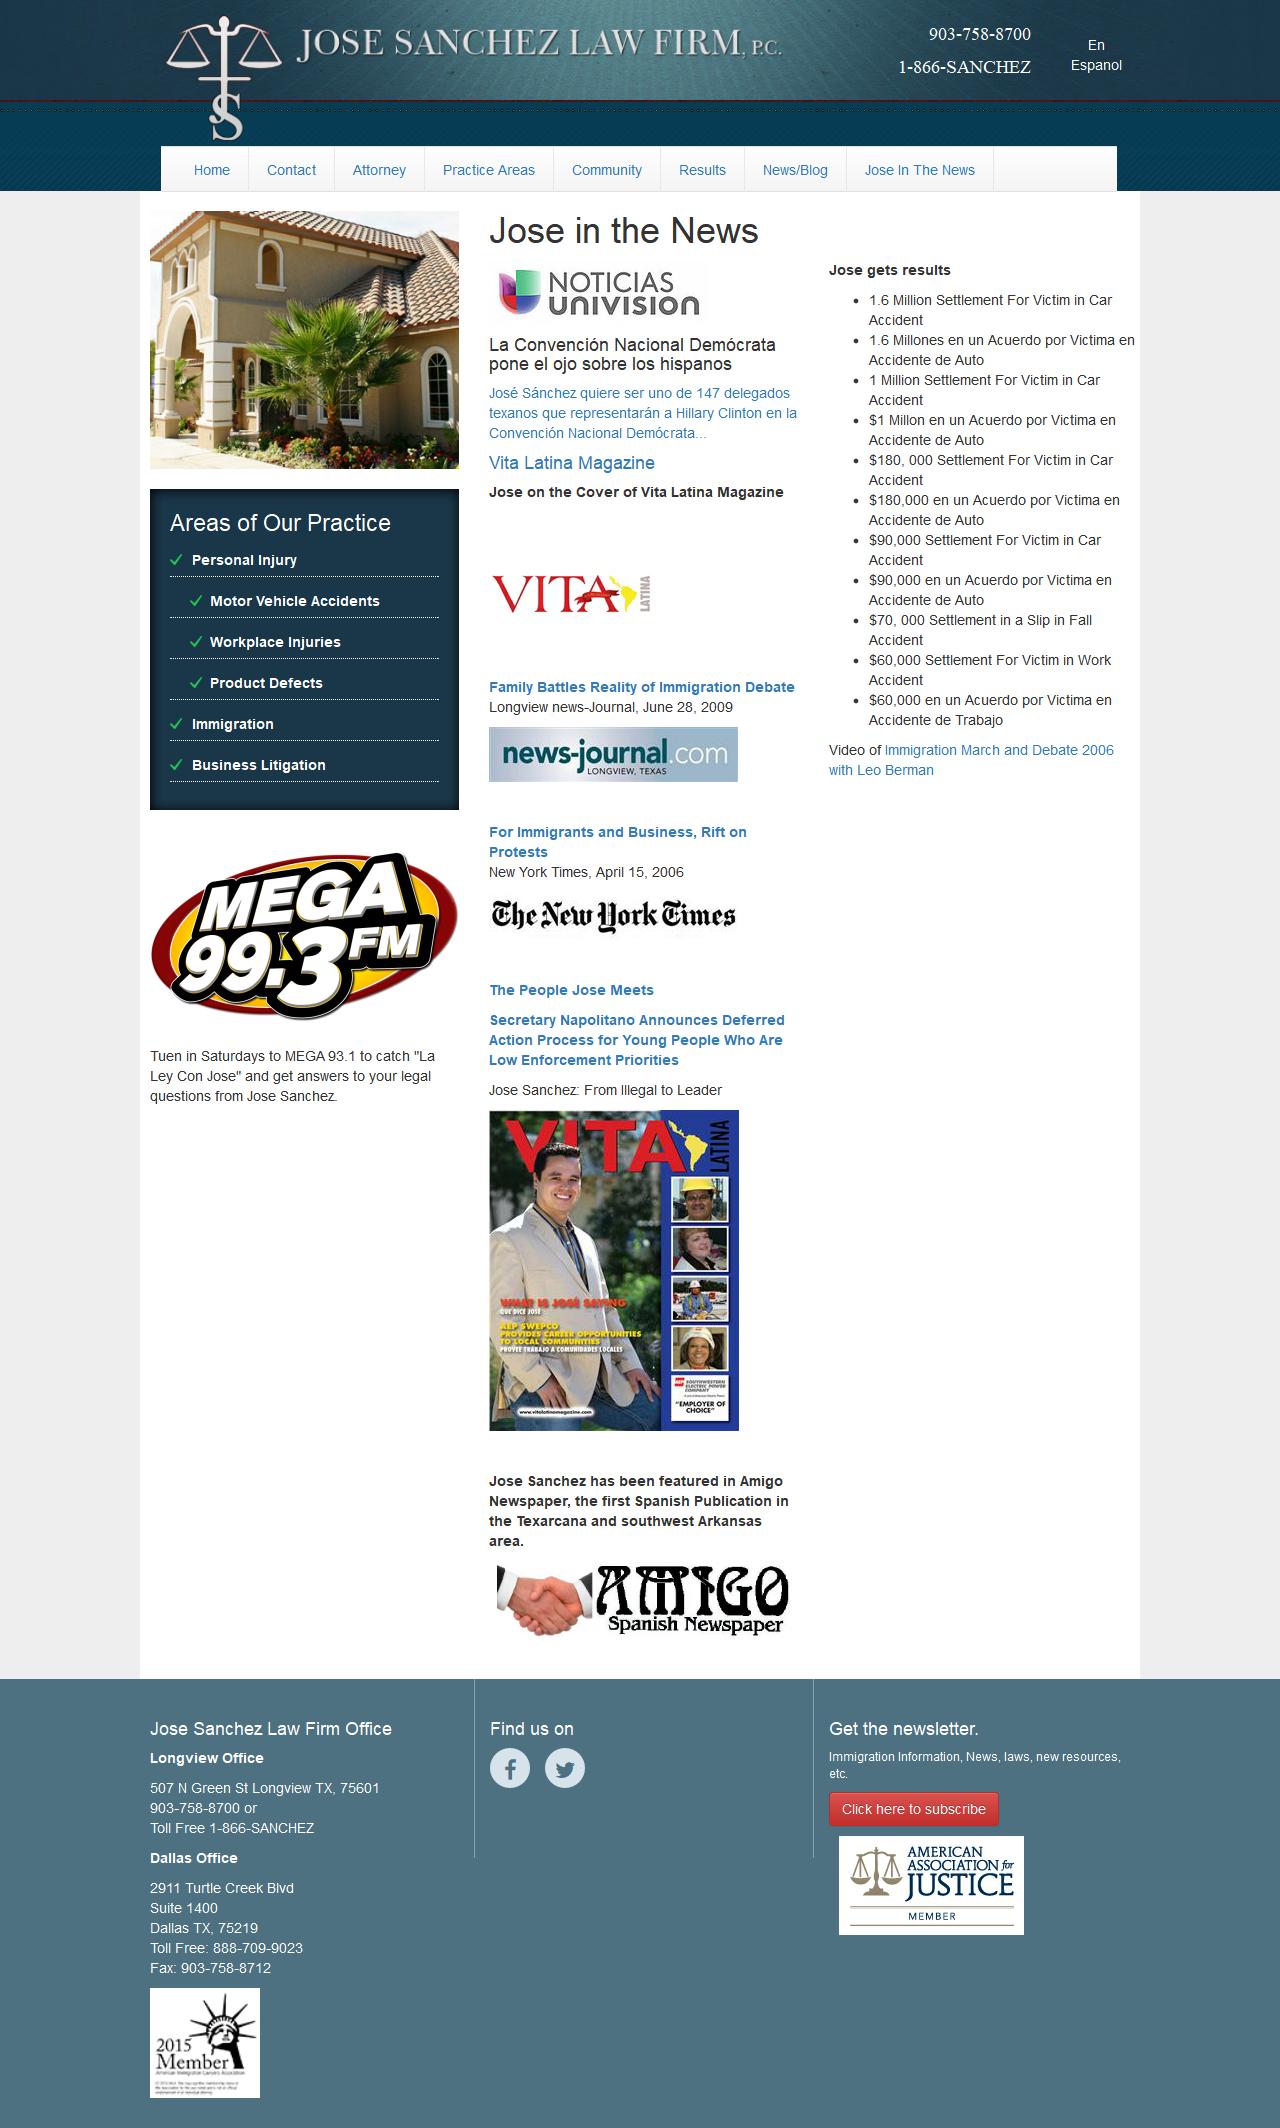 JOSE SANCHEZ LAW FIRM, P.C.
JS
903-758-8700
1-866-SANCHEZ
En
Espanol
Home
Contact
Attorney
Practice Areas
Community
Results
News/Blog
Jose In The News
Areas of Our Practice
Personal Injury
Motor Vehicle Accidents
Workplace Injuries
Product Defects
Immigration
Business Litigation
MEGA
99.3 FM
Tuen in Saturdays to MEGA 93.1 to catch "La
Ley Con Jose" and get answers to your legal
questions from Jose Sanchez.
Jose in the News
NOTICIAS
UNIVISION
La Convención Nacional Demócrata
pone el ojo sobre los hispanos
José Sánchez quiere ser uno de 147 delegados
texanos que representarán a Hillary Clinton en la
Convención Nacional Demócrata...
Vita Latina Magazine
Jose on the Cover of Vita Latina Magazine
VITA LATINA
Family Battles Reality of Immigration Debate
Longview news-Journal, June 28, 2009
news-journal.com
LONGVIEW, TEXAS
For Immigrants and Business, Rift on
Protests
New York Times, April 15, 2006
The New York Times
The People Jose Meets
Secretary Napolitano Announces Deferred
Action Process for Young People Who Are
Low Enforcement Priorities
Jose Sanchez: From Illegal to Leader
VITA LATINA
WHAT IS JOSÉ SAYING
QUE DICE JOSÉ
AEP SWEPCO
PROVIDES CAREER OPPORTUNITIES
TO LOCAL COMMUNITIES
PROVEE TRABAJO A COMUNIDADES LOCALES
www.vitalatinamagazine.com
SOUTHWESTERN
ELECTRIC POWER
COMPANY
"EMPLOYER OF
CHOICE"
Jose Sanchez has been featured in Amigo
Newspaper, the first Spanish Publication in
the Texarcana and southwest Arkansas
area.
AMIGO
Spanish Newspaper
Jose gets results
1.6 Million Settlement For Victim in Car
Accident
1.6 Millones en un Acuerdo por Victima en
Accidente de Auto
1 Million Settlement For Victim in Car
Accident
$1 Millon en un Acuerdo por Victima en
Accidente de Auto
$180, 000 Settlement For Victim in Car
Accident
$180,000 en un Acuerdo por Victima en
Accidente de Auto
$90,000 Settlement For Victim in Car
Accident
$90,000 en un Acuerdo por Victima en
Accidente de Auto
$70, 000 Settlement in a Slip in Fall
Accident
$60,000 Settlement For Victim in Work
Accident
$60,000 en un Acuerdo por Victima en
Accidente de Trabajo
Video of Immigration March and Debate 2006
with Leo Berman
Jose Sanchez Law Firm Office
Longview Office
507 N Green St Longview TX, 75601
903-758-8700 or
Toll Free 1-866-SANCHEZ
Dallas Office
2911 Turtle Creek Blvd
Suite 1400
Dallas TX, 75219
Toll Free: 888-709-9023
Fax: 903-758-8712
2015
Member
American Immigration Lawyers Association
Find us on
Get the newsletter.
Immigration Information, News, laws, new resources,
etc.
Click here to subscribe
AMERICAN
ASSOCIATION for
JUSTICE
MEMBER